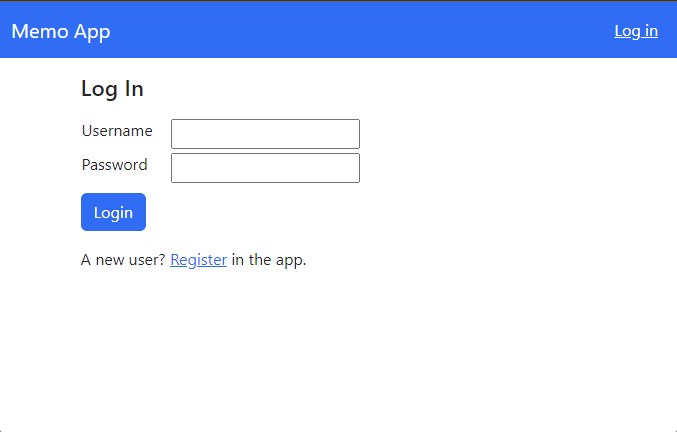 Memo App Log in
Log In
Username
Password
Login
A new user? Register in the app.